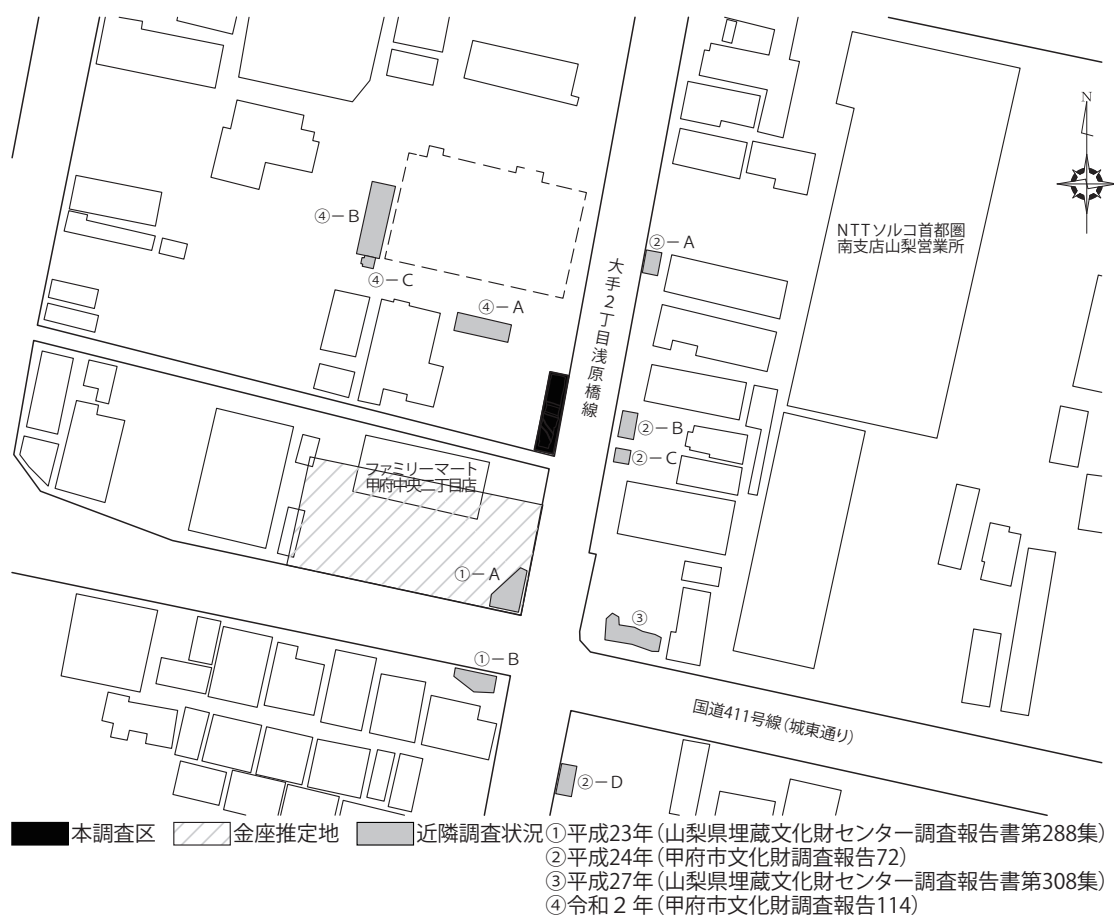 N
④－B
②－A
NTTソルコ首都圏
南支店山梨営業所
④－C
④－A
大手２丁目浅原橋線
②－B
②－C
ファミリーマート
甲府中央二丁目店
①－A
③
①－B
国道411号線（城東通り）
②－D
本調査区 金座推定地 近隣調査状況①平成23年（山梨県埋蔵文化財センター調査報告書第288集）
②平成24年（甲府市文化財調査報告72）
③平成27年（山梨県埋蔵文化財センター調査報告書第308集）
④令和２年（甲府市文化財調査報告114）